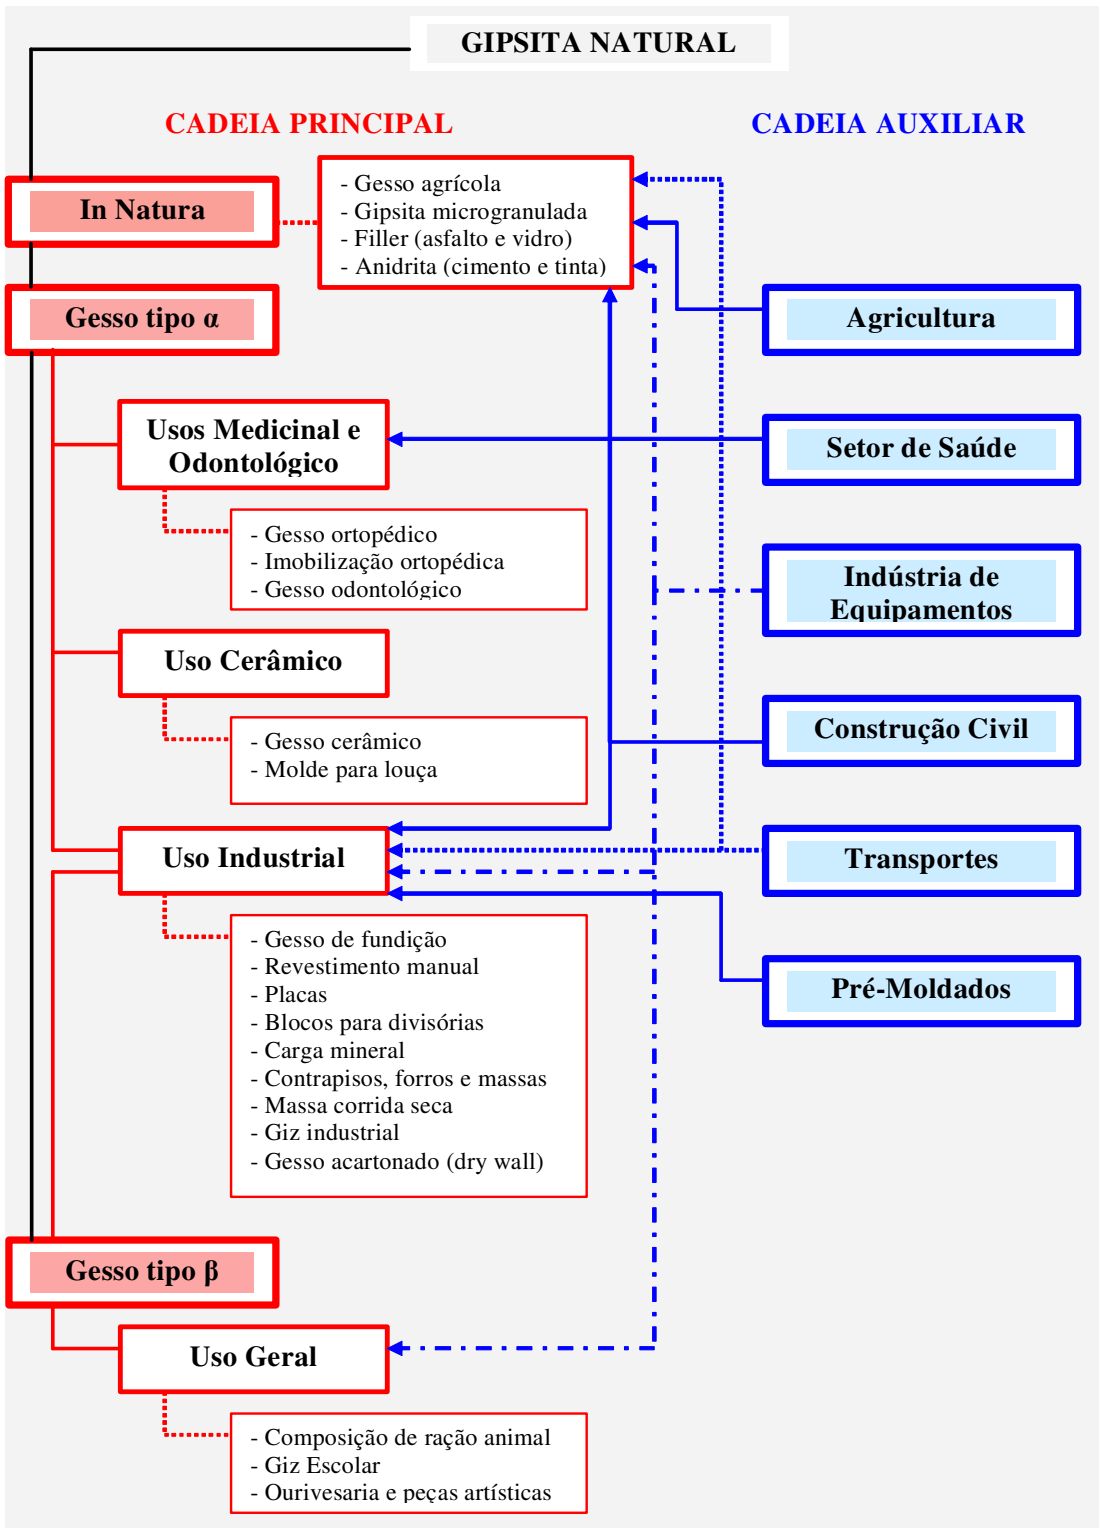 GIPSITA NATURAL
CADEIA PRINCIPAL
CADEIA AUXILIAR
In Natura
- Gesso agrícola
- Gipsita microgranulada
- Filler (asfalto e vidro)
- Anidrita (cimento e tinta)
Gesso tipo α
Agricultura
Usos Medicinal e
Odontológico
Setor de Saúde
- Gesso ortopédico
- Imobilização ortopédica
- Gesso odontológico
Indústria de
Equipamentos
Uso Cerâmico
- Gesso cerâmico
- Molde para louça
Construção Civil
Uso Industrial
Transportes
- Gesso de fundição
- Revestimento manual
- Placas
- Blocos para divisórias
- Carga mineral
- Contrapisos, forros e massas
- Massa corrida seca
- Giz industrial
- Gesso acartonado (dry wall)
Pré-Moldados
Gesso tipo β
Uso Geral
- Composição de ração animal
- Giz Escolar
- Ourivesaria e peças artísticas